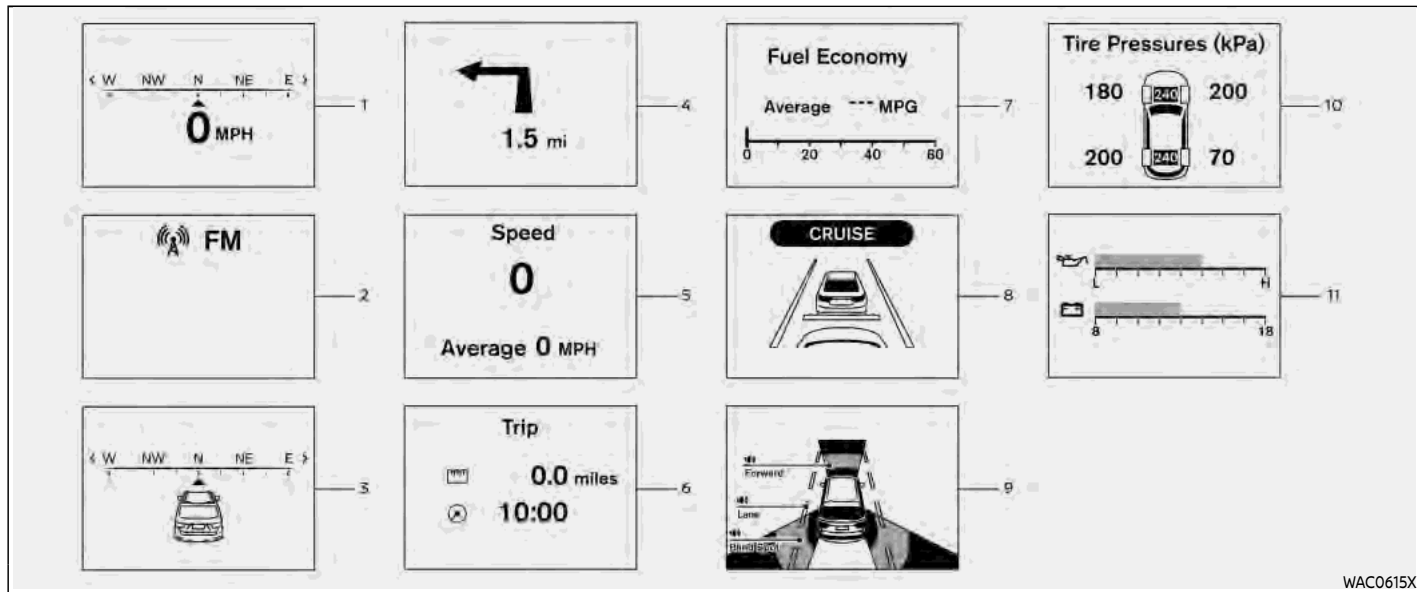 < W NW N NE E >
0 MPH
1
FM
2
< W NW N NE E >
3
1.5 mi
4
Speed
0
Average 0 MPH
5
Trip
0.0 miles
10:00
6
Fuel Economy
Average --- MPG
0 20 40 60
7
CRUISE
8
Forward
Lane
Blind Spot
9
Tire Pressures (kPa)
180 240 200
200 240 70
10
L H
8 18
11
WAC0615X